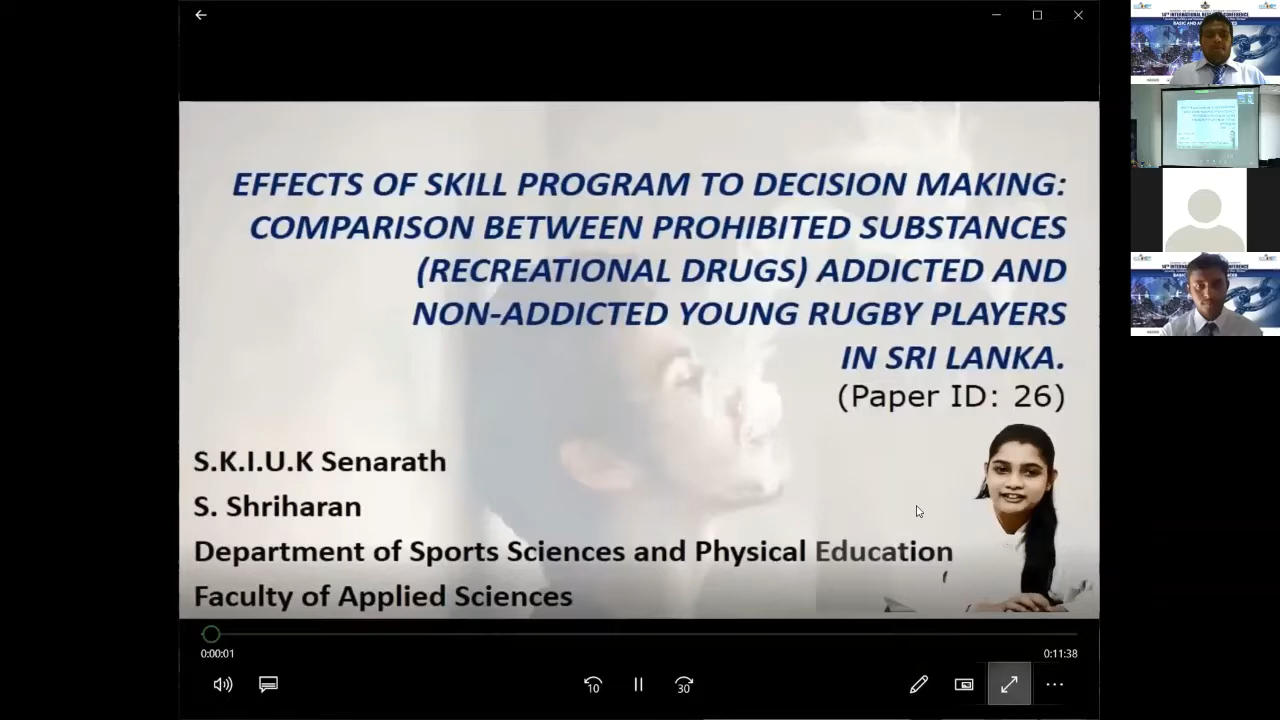 EFFECTS OF SKILL PROGRAM TO DECISION MAKING:
COMPARISON BETWEEN PROHIBITED SUBSTANCES
(RECREATIONAL DRUGS) ADDICTED AND
NON-ADDICTED YOUNG RUGBY PLAYERS
IN SRI LANKA.
(Paper ID: 26)
S.K.I.U.K Senarath
S. Shriharan
Department of Sports Sciences and Physical Education
Faculty of Applied Sciences
0:00:01
0:11:38
10
30